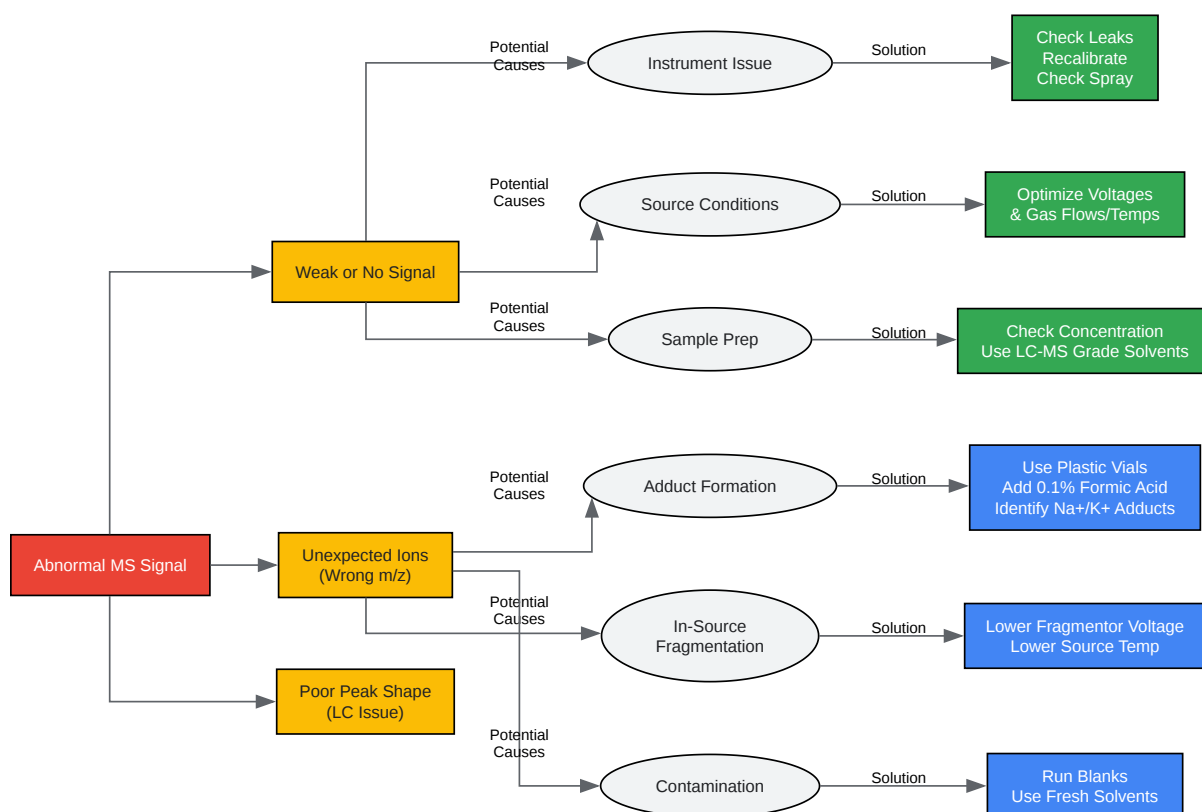 Potential
Causes
Instrument Issue
Solution
Check Leaks
Recalibrate
Check Spray
Potential
Causes
Source Conditions
Solution
Optimize Voltages
& Gas Flows/Temps
Weak or No Signal
Potential
Causes
Sample Prep
Solution
Check Concentration
Use LC-MS Grade Solvents
Potential
Causes
Adduct Formation
Solution
Use Plastic Vials
Add 0.1% Formic Acid
Identify Na+/K+ Adducts
Abnormal MS Signal
Unexpected Ions
(Wrong m/z)
Potential
Causes
In-Source
Fragmentation
Solution
Lower Fragmentor Voltage
Lower Source Temp
Poor Peak Shape
(LC Issue)
Potential
Causes
Contamination
Solution
Run Blanks
Use Fresh Solvents